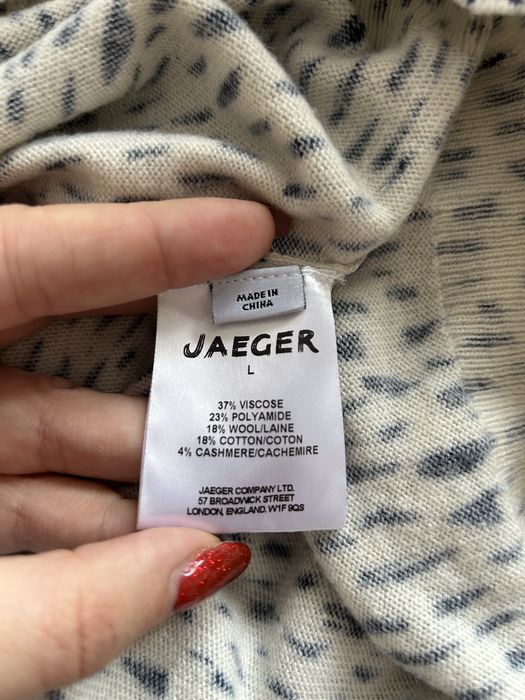 MADE IN
CHINA
JAEGER
L
37% VISCOSE
23% POLYAMIDE
18% WOOL/LAINE
18% COTTON/COTON
4% CASHMERE/CACHEMIRE
JAEGER COMPANY LTD.
57 BROADWICK STREET
LONDON, ENGLAND. W1F 9QS